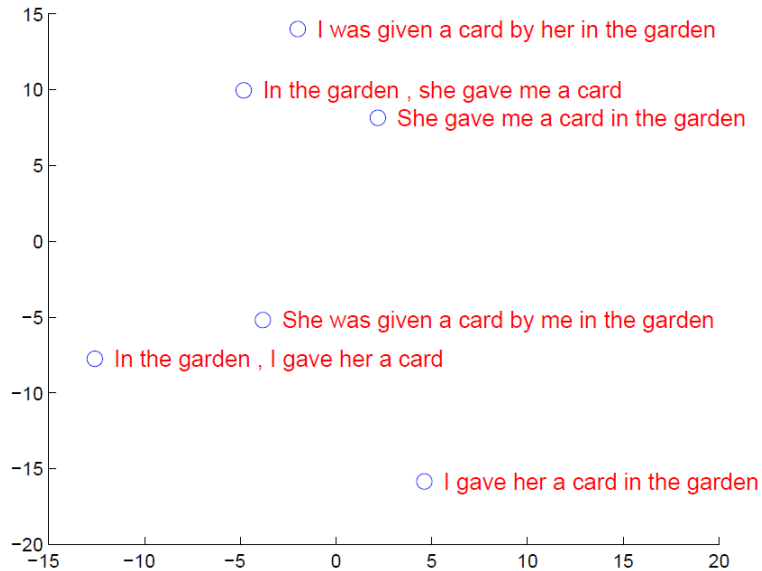 15
I was given a card by her in the garden
10
In the garden , she gave me a card
She gave me a card in the garden
5
0
−5
She was given a card by me in the garden
In the garden , I gave her a card
−10
−15
I gave her a card in the garden
−20
−15 −10 −5 0 5 10 15 20